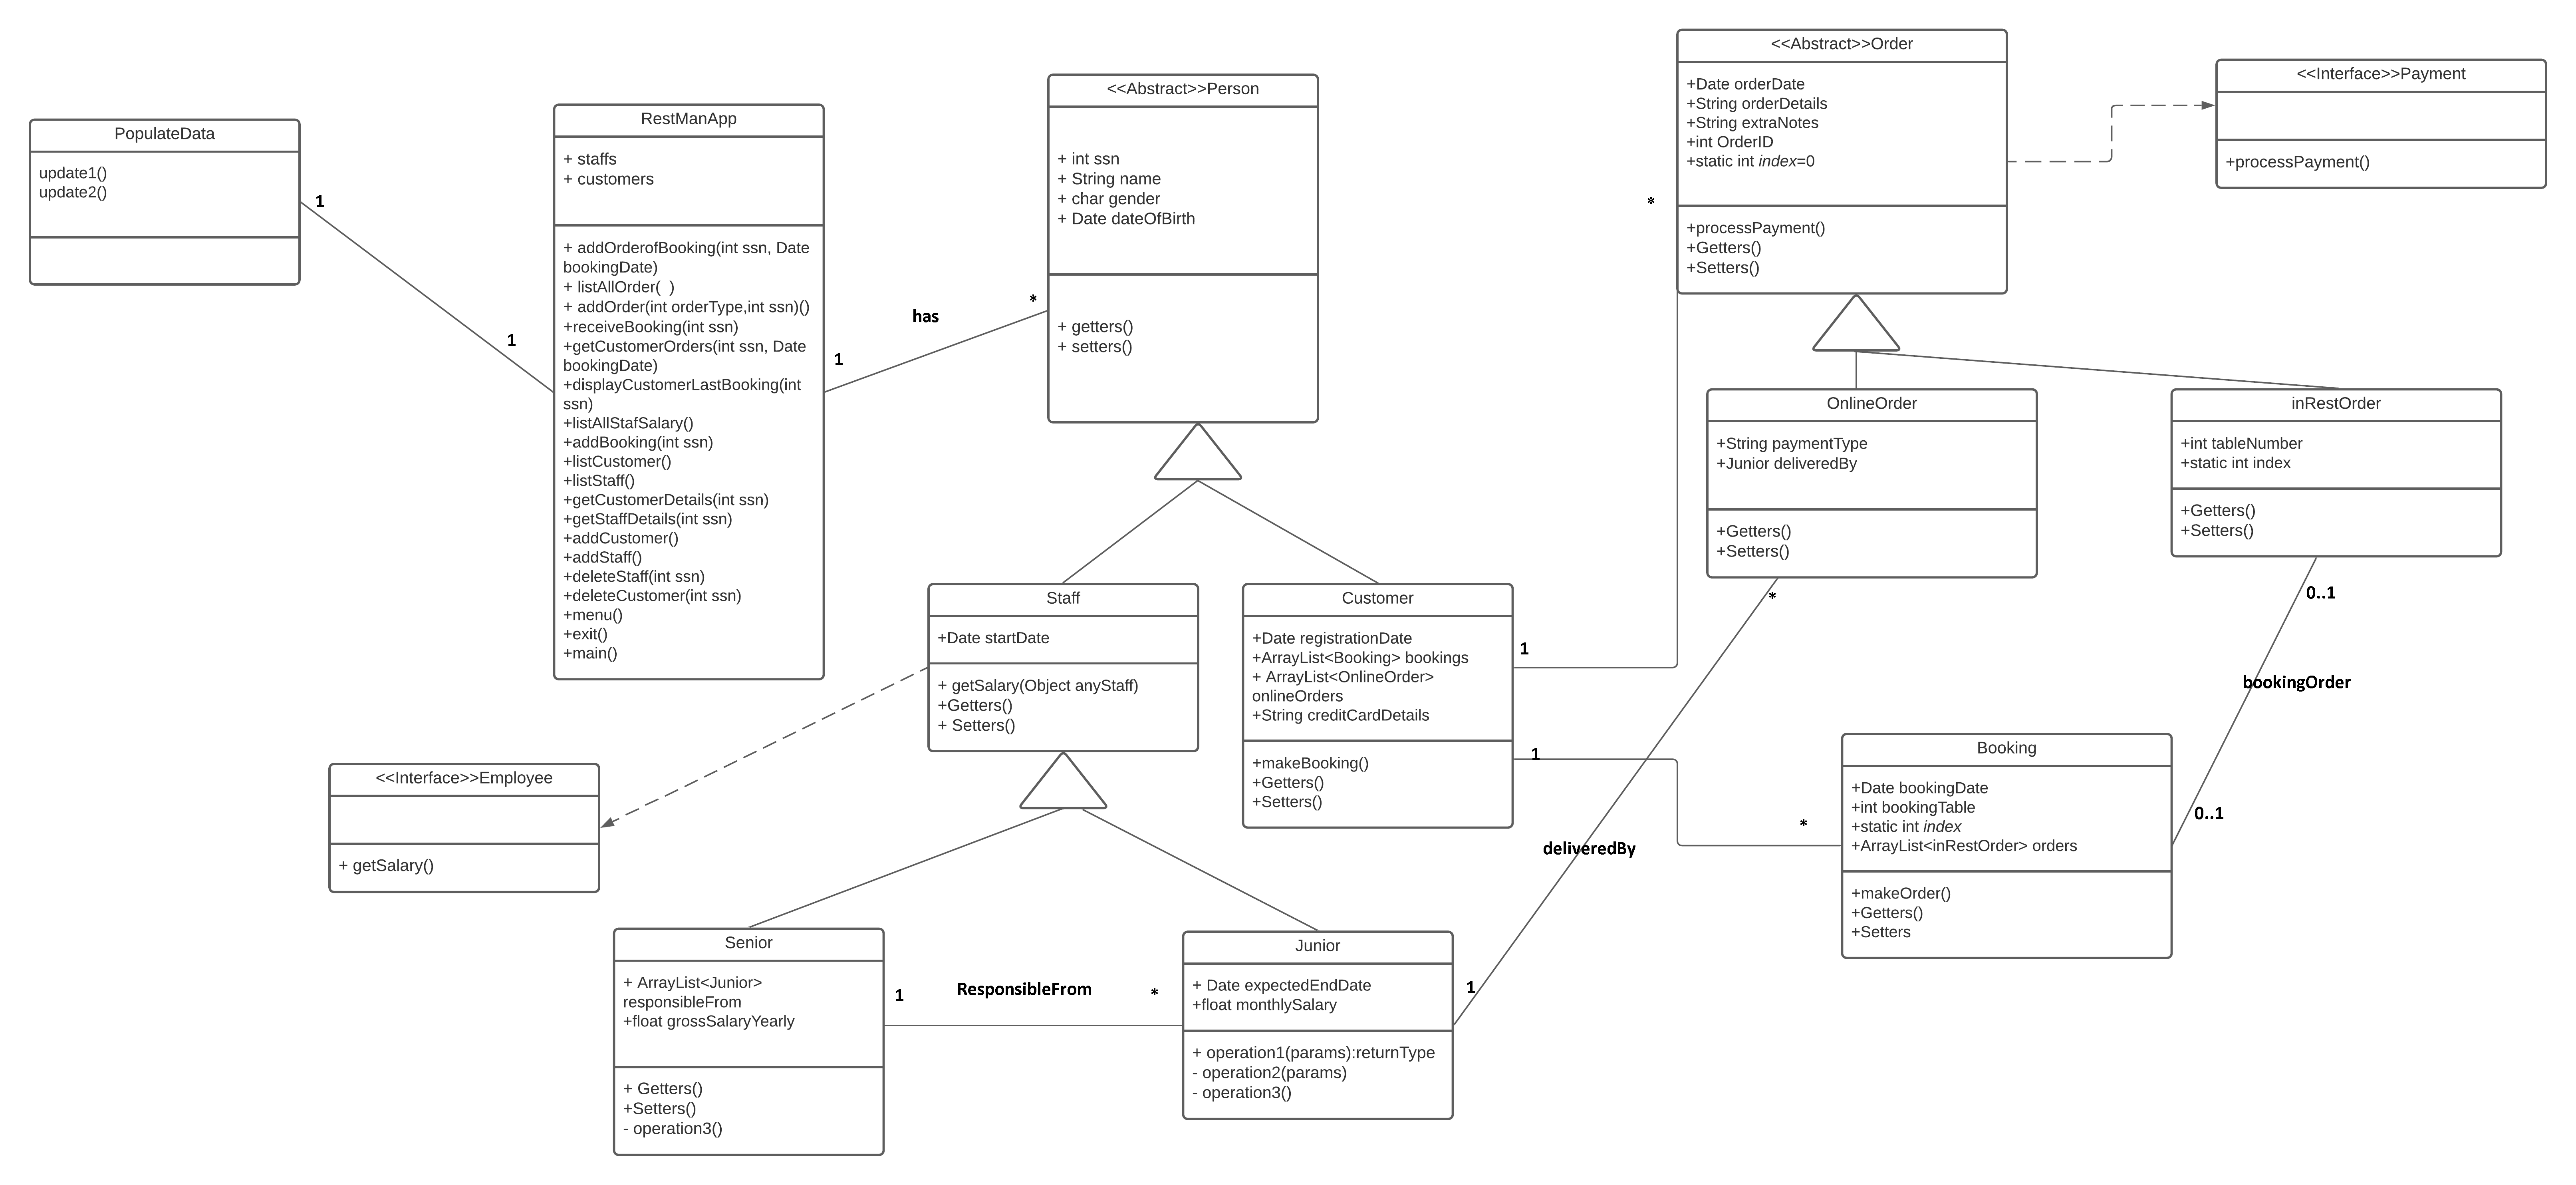 PopulateData
update1()
update2()
1
1
RestManApp
+ staffs
+ customers
+ addOrderofBooking(int ssn, Date
bookingDate)
+ listAllOrder(  )
+ addOrder(int orderType,int ssn)()
+receiveBooking(int ssn)
+getCustomerOrders(int ssn, Date
bookingDate)
+displayCustomerLastBooking(int
ssn)
+listAllStafSalary()
+addBooking(int ssn)
+listCustomer()
+listStaff()
+getCustomerDetails(int ssn)
+getStaffDetails(int ssn)
+addCustomer()
+addStaff()
+deleteStaff(int ssn)
+deleteCustomer(int ssn)
+menu()
+exit()
+main()
1
has
*
<<Abstract>>Person
+ int ssn
+ String name
+ char gender
+ Date dateOfBirth
+ getters()
+ setters()
<<Abstract>>Order
+Date orderDate
+String orderDetails
+String extraNotes
+int OrderID
+static int index=0
+processPayment()
+Getters()
+Setters()
*
<<Interface>>Payment
+processPayment()
OnlineOrder
+String paymentType
+Junior deliveredBy
+Getters()
+Setters()
*
inRestOrder
+int tableNumber
+static int index
+Getters()
+Setters()
0..1
bookingOrder
0..1
Staff
+Date startDate
+ getSalary(Object anyStaff)
+Getters()
+ Setters()
Customer
+Date registrationDate
+ArrayList<Booking> bookings
+ ArrayList<OnlineOrder>
onlineOrders
+String creditCardDetails
+makeBooking()
+Getters()
+Setters()
1
1
*
deliveredBy
1
Booking
+Date bookingDate
+int bookingTable
+static int index
+ArrayList<inRestOrder> orders
+makeOrder()
+Getters()
+Setters
<<Interface>>Employee
+ getSalary()
Senior
+ ArrayList<Junior>
responsibleFrom
+float grossSalaryYearly
+ Getters()
+Setters()
- operation3()
1
ResponsibleFrom
*
Junior
+ Date expectedEndDate
+float monthlySalary
+ operation1(params):returnType
- operation2(params)
- operation3()